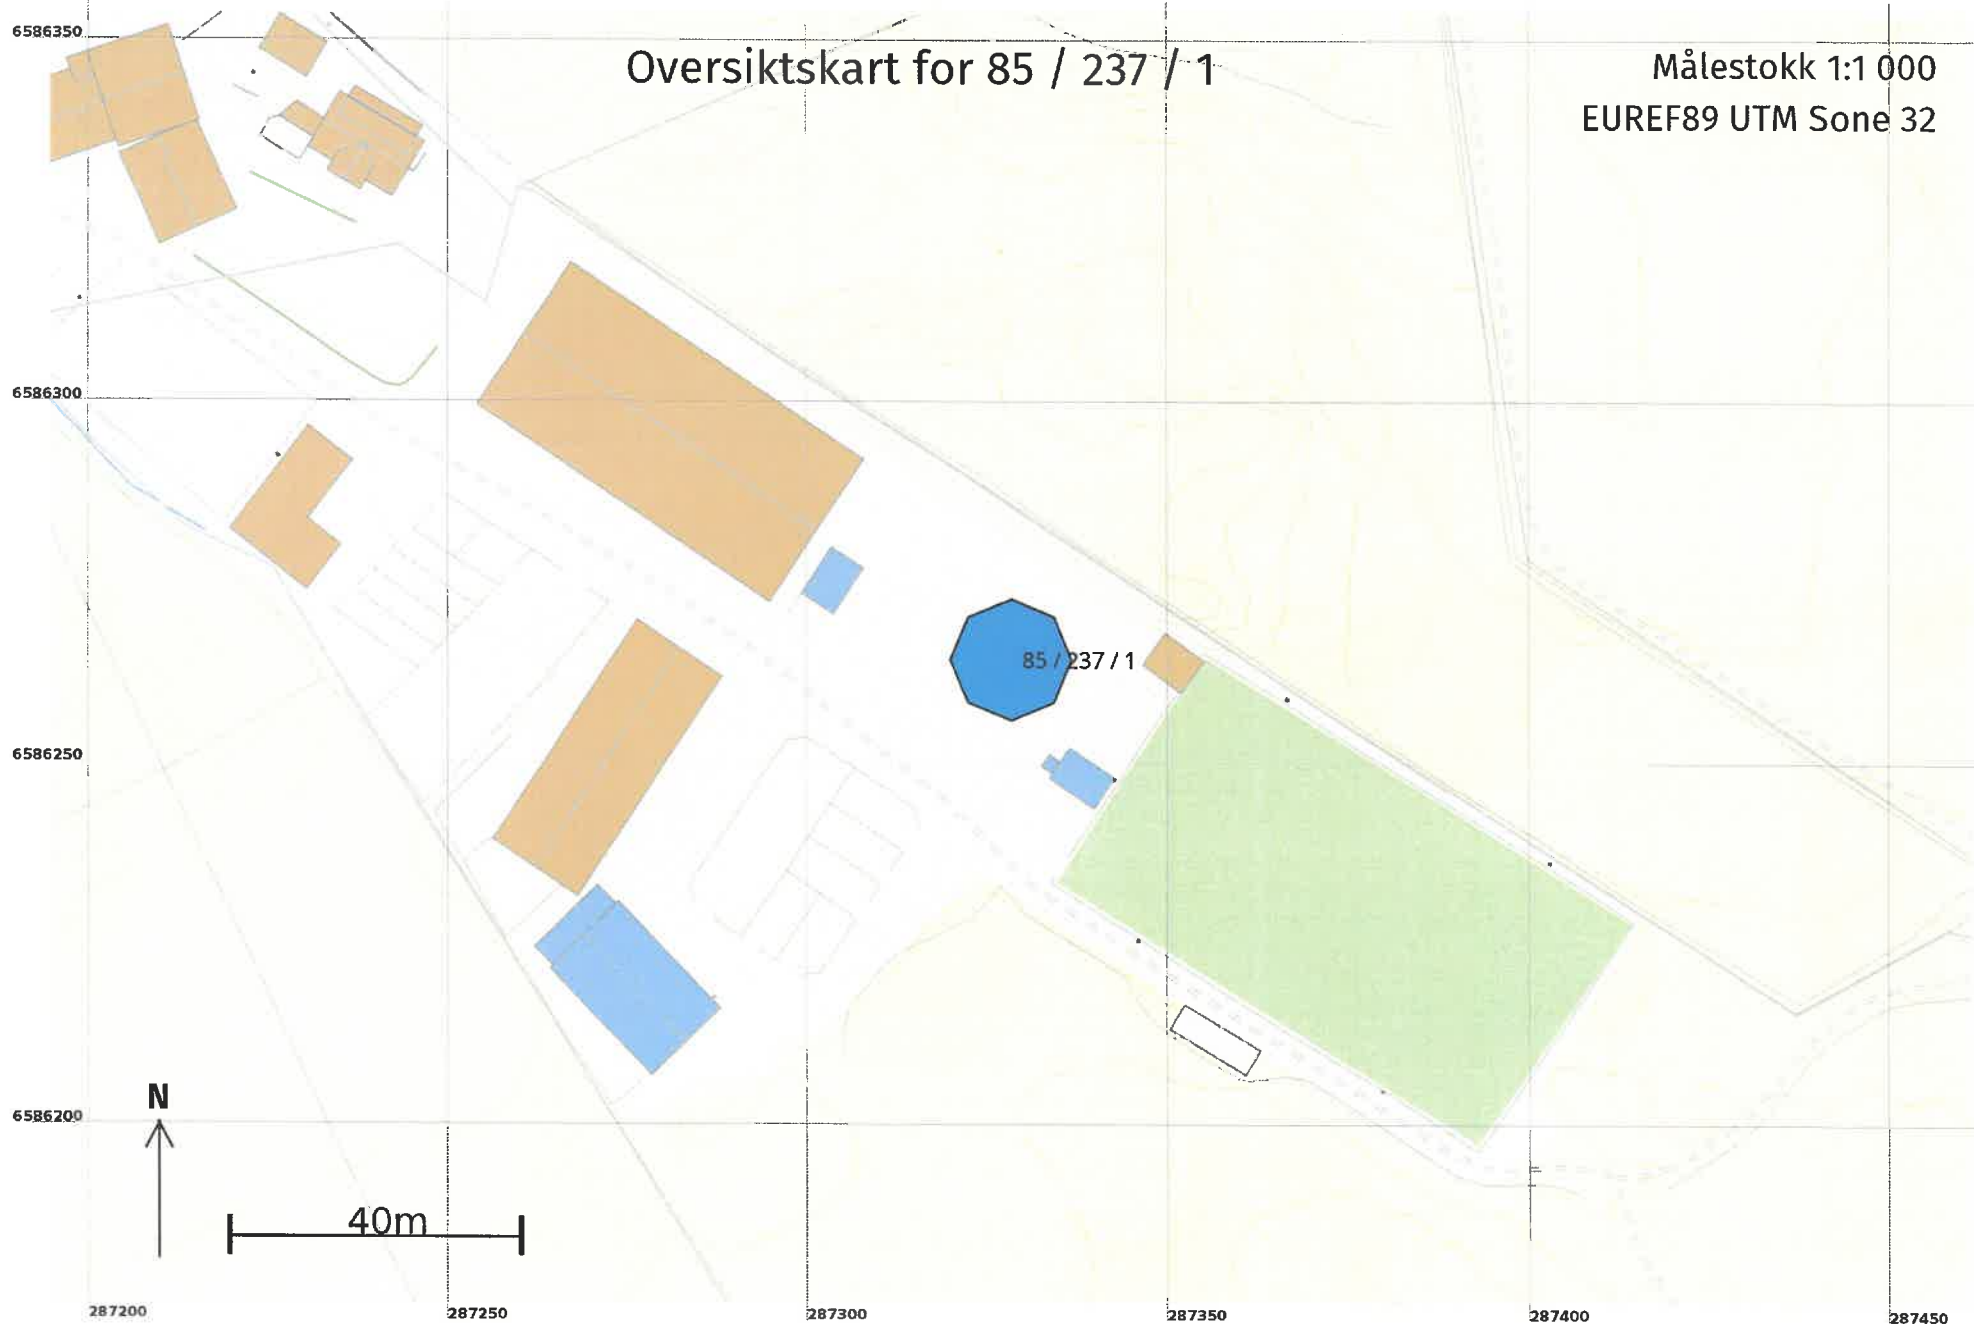 6586350
Oversiktskart for 85 / 237 / 1
Målestokk 1:1 000
EUREF89 UTM Sone 32
6586300
85 / 237 / 1
6586250
6586200
N
40m
287200
287250
287300
287350
287400
287450